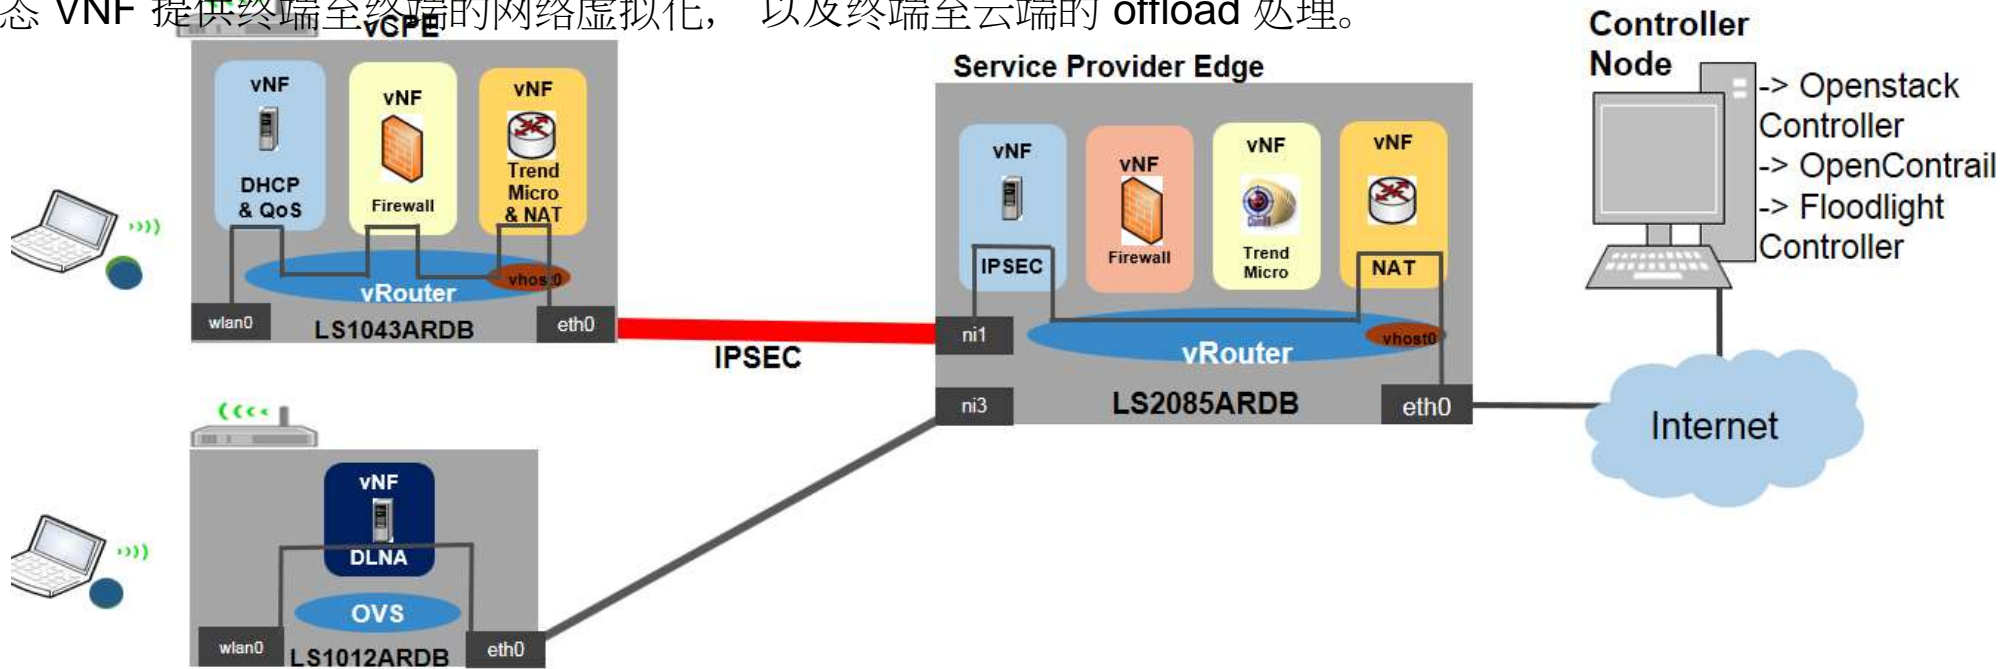 态 VNF 提供终端至终端的网络虚拟化， 以及终端至云端的 offload 处理。
vCPE
vNF
DHCP
& QoS
vNF
Firewall
vNF
Trend
Micro
& NAT
vhost0
vRouter
wlan0
LS1043ARDB
eth0
IPSEC
Service Provider Edge
vNF
IPSEC
vNF
Firewall
vNF
Trend
Micro
vNF
NAT
ni1
vhost0
vRouter
ni3
LS2085ARDB
eth0
Controller
Node
-> Openstack
Controller
-> OpenContrail
-> Floodlight
Controller
Internet
vNF
DLNA
OVS
wlan0
LS1012ARDB
eth0